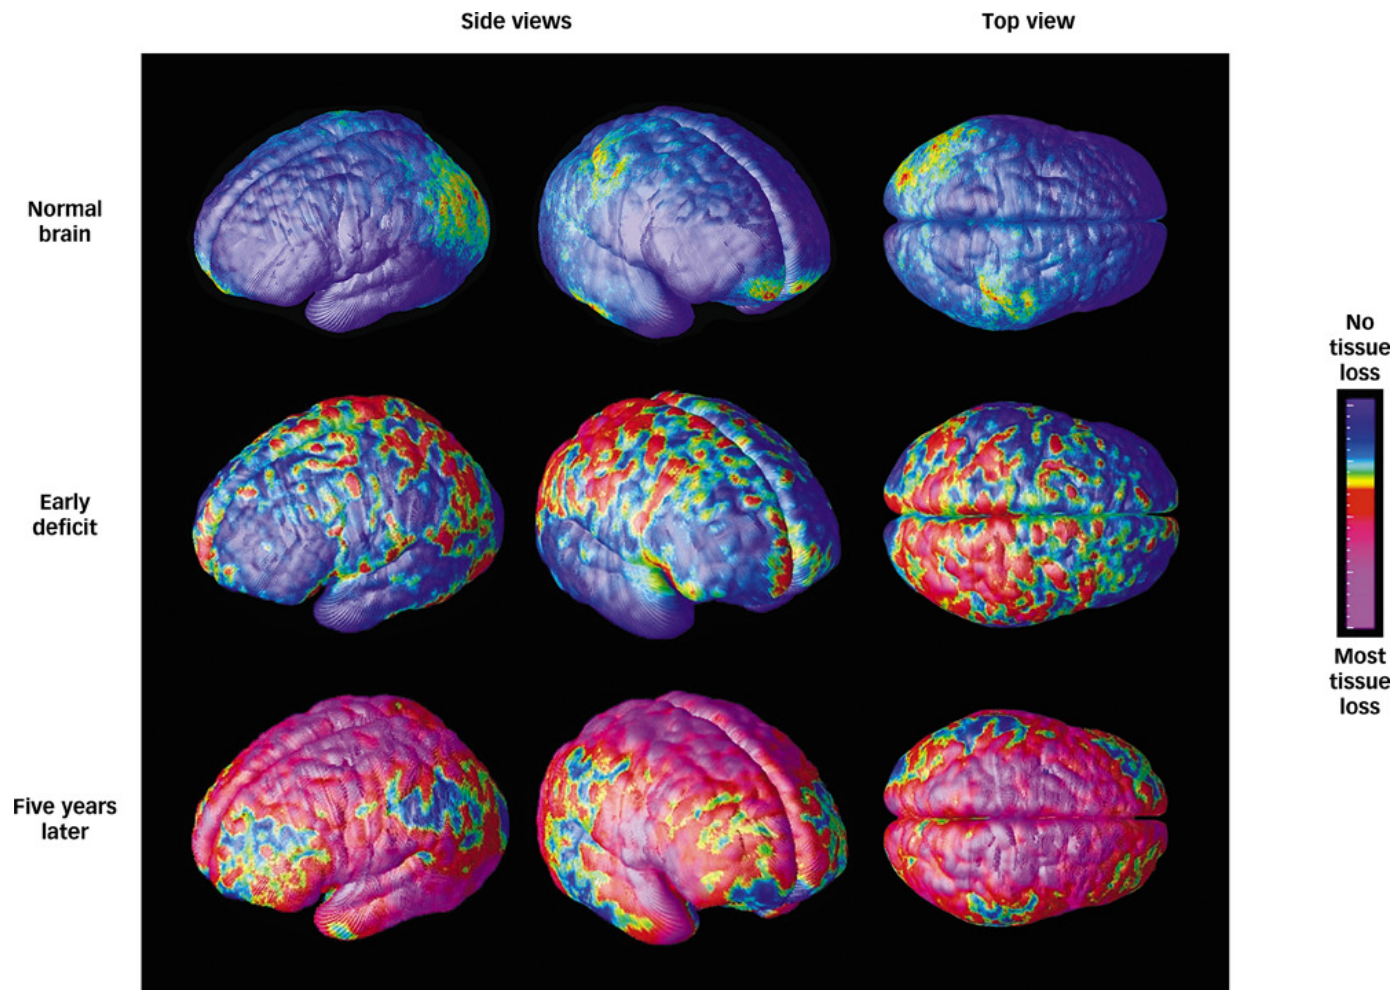 Side views
Top view
Normal
brain
Early
deficit
Five years
later
No
tissue
loss
Most
tissue
loss